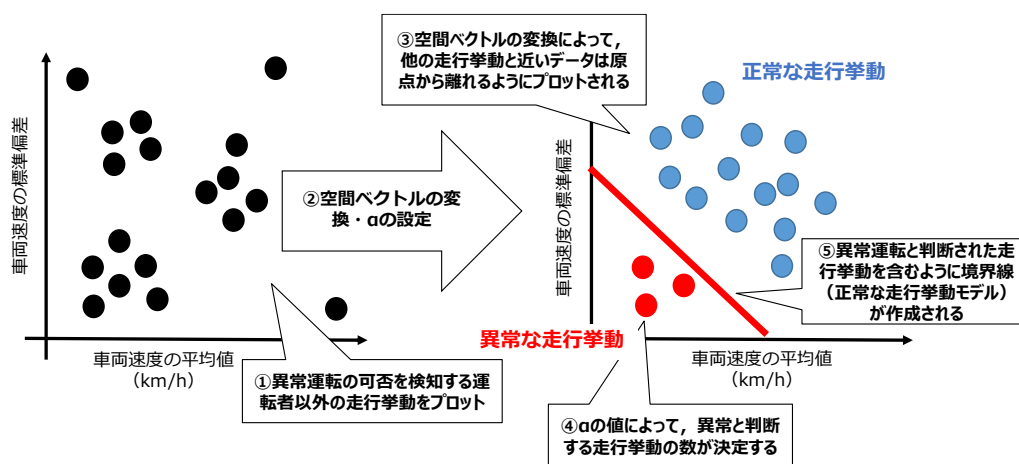 車両速度の標準偏差
車両速度の平均値
（km/h）
①異常運転の可否を検知する運
転者以外の走行挙動をプロット
②空間ベクトルの変
換・αの設定
③空間ベクトルの変換によって，
他の走行挙動と近いデータは原
点から離れるようにプロットされる
正常な走行挙動
車両速度の標準偏差
異常な走行挙動
車両速度の平均値
（km/h）
④αの値によって，異常と判断
する走行挙動の数が決定する
⑤異常運転と判断された走
行挙動を含むように境界線
（正常な走行挙動モデル）
が作成される